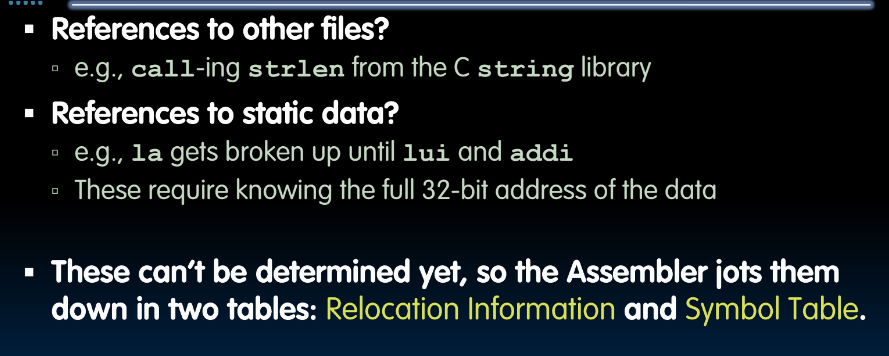 ▪ References to other files?
▫ e.g., call-ing strlen from the C string library
▪ References to static data?
▫ e.g., la gets broken up until lui and addi
▫ These require knowing the full 32-bit address of the data
▪ These can't be determined yet, so the Assembler jots them
down in two tables: Relocation Information and Symbol Table.